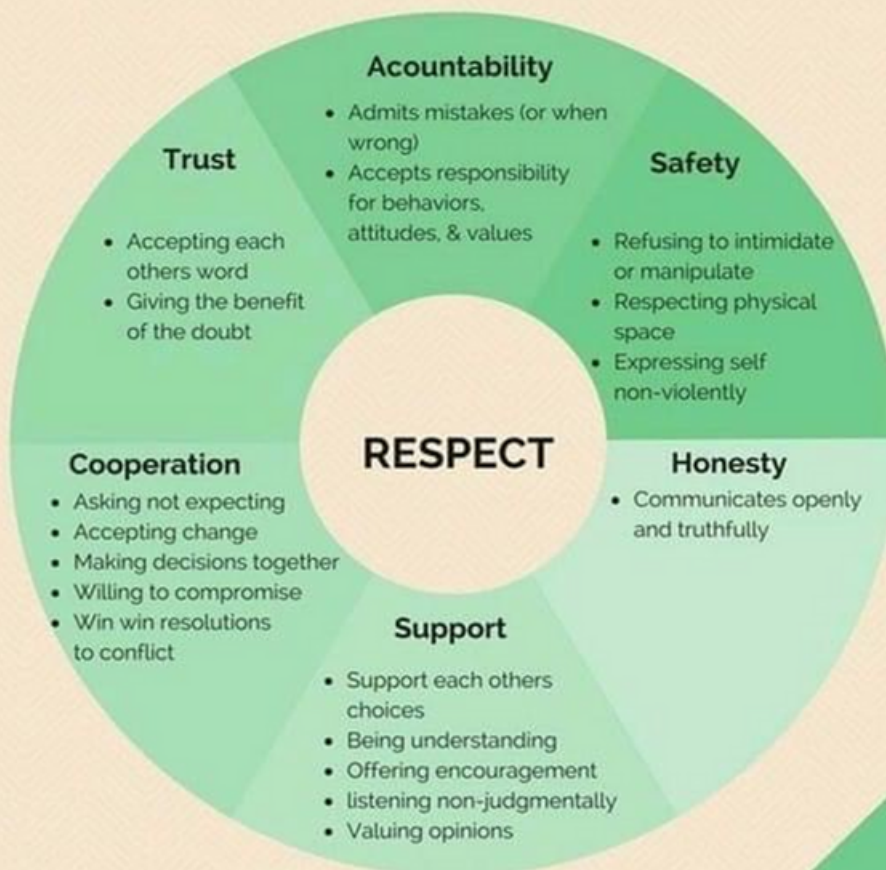 Acountability
• Admits mistakes (or when
wrong)
• Accepts responsibility
for behaviors,
attitudes, & values
Safety
• Refusing to intimidate
or manipulate
• Respecting physical
space
• Expressing self
non-violently
Honesty
• Communicates openly
and truthfully
Support
• Support each others
choices
• Being understanding
• Offering encouragement
• listening non-judgmentally
• Valuing opinions
Cooperation
• Asking not expecting
• Accepting change
• Making decisions together
• Willing to compromise
• Win win resolutions
to conflict
Trust
• Accepting each
others word
• Giving the benefit
of the doubt
RESPECT